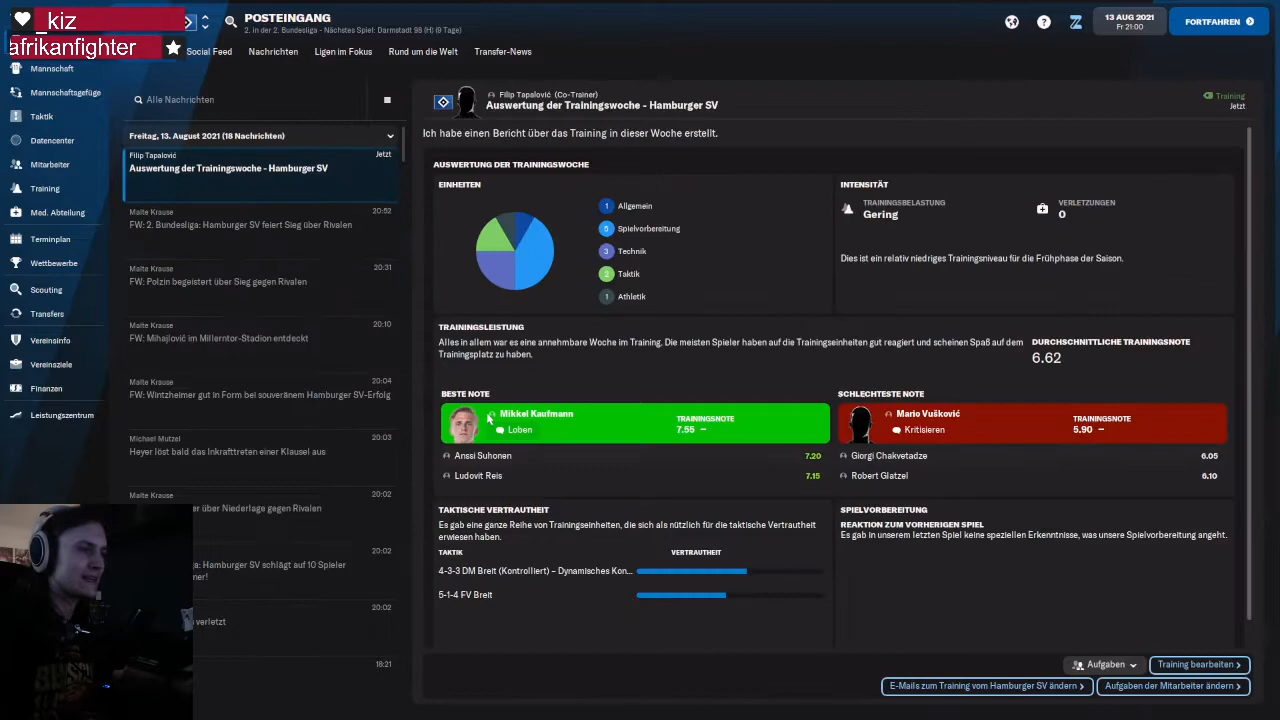 _kiz
afrikanfighter
POSTEINGANG
2. in der 2. Bundesliga - Nächstes Spiel: Darmstadt 98 (H) (9 Tage)
13 AUG 2021
Fr 21:00
FORTFAHREN
Social Feed
Nachrichten
Ligen im Fokus
Rund um die Welt
Transfer-News
Mannschaft
Mannschaftsgefüge
Taktik
Datencenter
Mitarbeiter
Training
Med. Abteilung
Terminplan
Wettbewerbe
Scouting
Transfers
Vereinsinfo
Vereinsziele
Finanzen
Leistungszentrum
Alle Nachrichten
Freitag, 13. August 2021 (18 Nachrichten)
Filip Tapalović
Jetzt
Auswertung der Trainingswoche - Hamburger SV
Malte Krause
20:52
FW: 2. Bundesliga: Hamburger SV feiert Sieg über Rivalen
Malte Krause
20:31
FW: Polzin begeistert über Sieg gegen Rivalen
Malte Krause
20:10
FW: Mihajlović im Millerntor-Stadion entdeckt
Malte Krause
20:04
FW: Wintzheimer gut in Form bei souveränem Hamburger SV-Erfolg
Michael Mutzel
20:03
Heyer löst bald das Inkrafttreten einer Klausel aus
Malte Krause
20:02
er über Niederlage gegen Rivalen
20:02
ga: Hamburger SV schlägt auf 10 Spieler
mer!
20:02
verletzt
18:21
Filip Tapalović (Co-Trainer)
Auswertung der Trainingswoche - Hamburger SV
Training
Jetzt
Ich habe einen Bericht über das Training in dieser Woche erstellt.
AUSWERTUNG DER TRAININGSWOCHE
EINHEITEN
1 Allgemein
5 Spielvorbereitung
3 Technik
2 Taktik
1 Athletik
INTENSITÄT
TRAININGSBELASTUNG
Gering
VERLETZUNGEN
0
Dies ist ein relativ niedriges Trainingsniveau für die Frühphase der Saison.
TRAININGSLEISTUNG
Alles in allem war es eine annehmbare Woche im Training. Die meisten Spieler haben auf die Trainingseinheiten gut reagiert und scheinen Spaß auf dem
Trainingsplatz zu haben.
DURCHSCHNITTLICHE TRAININGSNOTE
6.62
BESTE NOTE
Mikkel Kaufmann
Loben
TRAININGSNOTE
7.55 –
Anssi Suhonen
7.20
Ludovit Reis
7.15
SCHLECHTESTE NOTE
Mario Vušković
Kritisieren
TRAININGSNOTE
5.90 –
Giorgi Chakvetadze
6.05
Robert Glatzel
6.10
TAKTISCHE VERTRAUTHEIT
Es gab eine ganze Reihe von Trainingseinheiten, die sich als nützlich für die taktische Vertrautheit
erwiesen haben.
TAKTIK
VERTRAUTHEIT
4-3-3 DM Breit (Kontrolliert) – Dynamisches Kon...
5-1-4 FV Breit
SPIELVORBEREITUNG
REAKTION ZUM VORHERIGEN SPIEL
Es gab in unserem letzten Spiel keine speziellen Erkenntnisse, was unsere Spielvorbereitung angeht.
Aufgaben
Training bearbeiten
E-Mails zum Training vom Hamburger SV ändern
Aufgaben der Mitarbeiter ändern